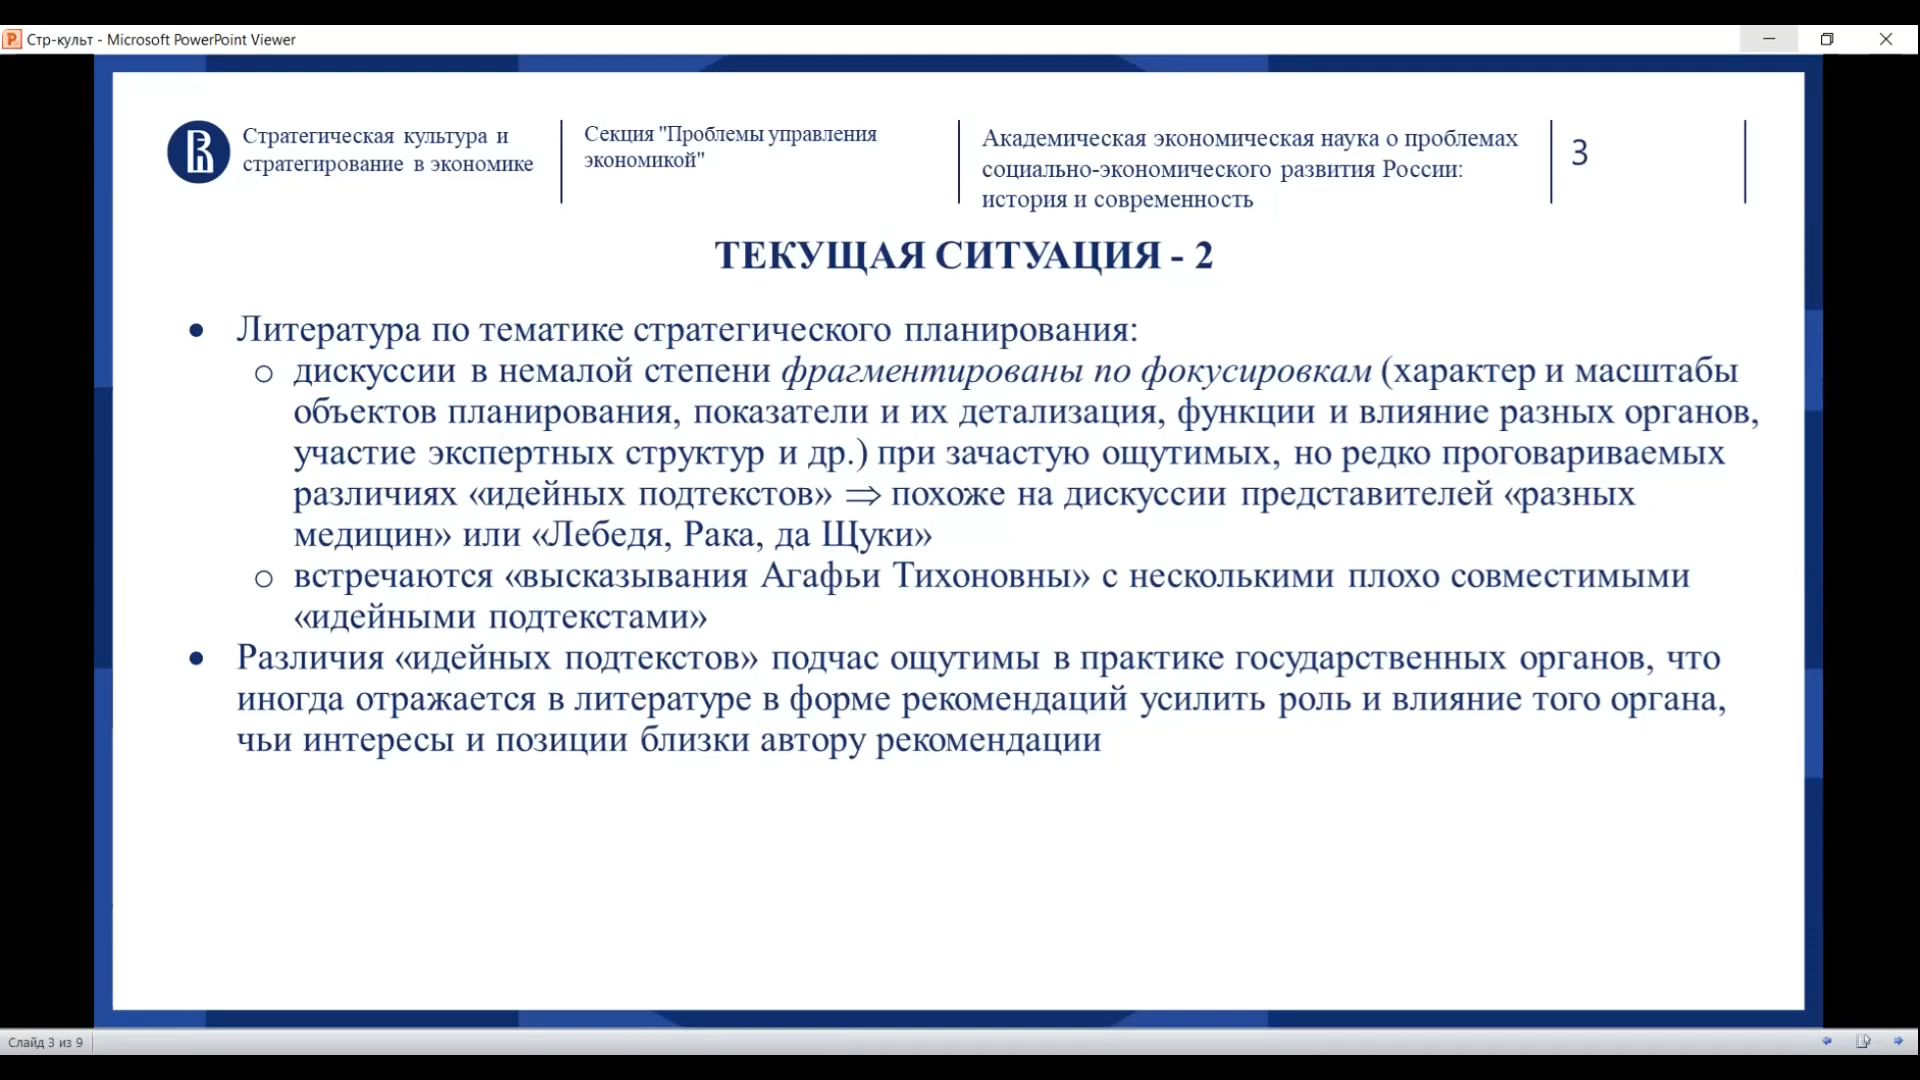 Стр-культ - Microsoft PowerPoint Viewer
Стратегическая культура и
стратегирование в экономике
Секция "Проблемы управления
экономикой"
Академическая экономическая наука о проблемах
социально-экономического развития России:
история и современность
3
ТЕКУЩАЯ СИТУАЦИЯ - 2
• Литература по тематике стратегического планирования:
o дискуссии в немалой степени фрагментированы по фокусировкам (характер и масштабы
объектов планирования, показатели и их детализация, функции и влияние разных органов,
участие экспертных структур и др.) при зачастую ощутимых, но редко проговариваемых
различиях «идейных подтекстов» ⇒ похоже на дискуссии представителей «разных
медицин» или «Лебедя, Рака, да Щуки»
o встречаются «высказывания Агафьи Тихоновны» с несколькими плохо совместимыми
«идейными подтекстами»
• Различия «идейных подтекстов» подчас ощутимы в практике государственных органов, что
иногда отражается в литературе в форме рекомендаций усилить роль и влияние того органа,
чьи интересы и позиции близки автору рекомендации
Слайд 3 из 9